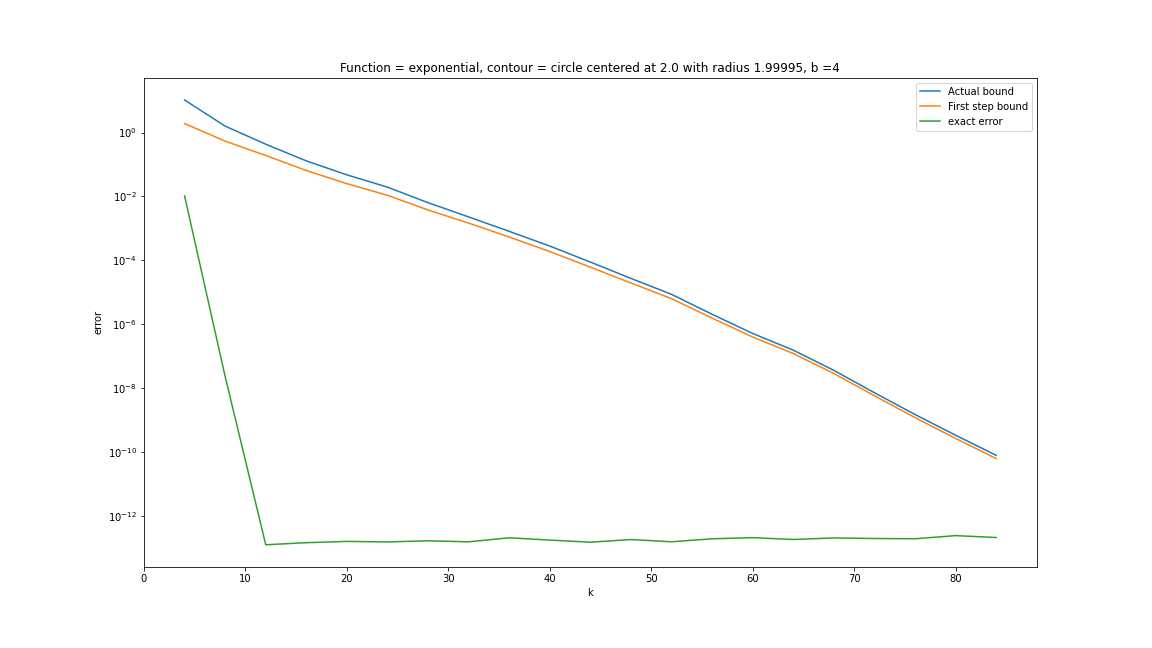 Function = exponential, contour = circle centered at 2.0 with radius 1.99995, b =4
Actual bound
First step bound
exact error
10^0
10^-2
10^-4
10^-6
10^-8
10^-10
10^-12
error
0 10 20 30 40 50 60 70 80
k